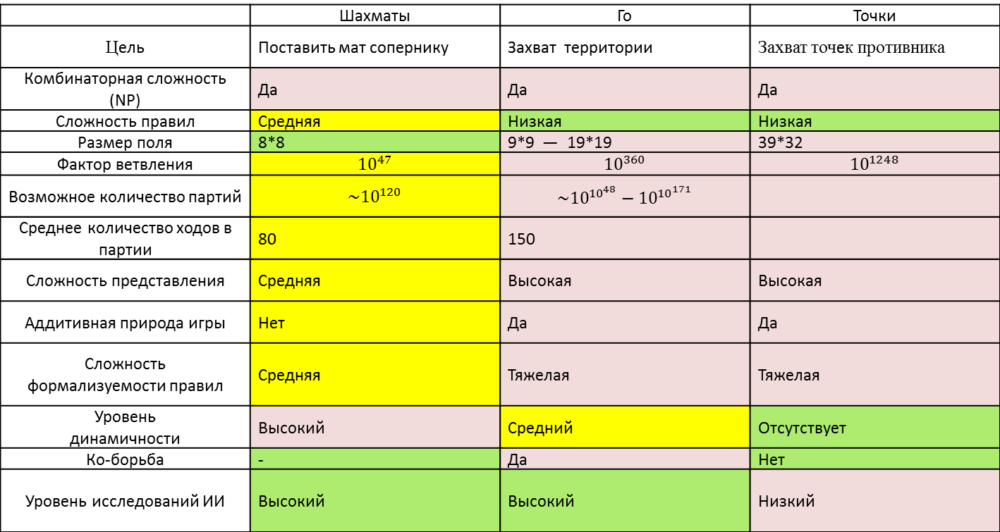 Шахматы Го Точки
Цель Поставить мат сопернику Захват территории Захват точек противника
Комбинаторная сложность
(NP) Да Да Да
Сложность правил Средняя Низкая Низкая
Размер поля 8*8 9*9 — 19*19 39*32
Фактор ветвления 10^47 10^360 10^1248
Возможное количество партий ~10^120 ~10^10^48 − 10^10^171
Среднее количество ходов в
партии 80 150
Сложность представления Средняя Высокая Высокая
Аддитивная природа игры Нет Да Да
Сложность
формализуемости правил Средняя Тяжелая Тяжелая
Уровень
динамичности Высокий Средний Отсутствует
Ко-борьба - Да Нет
Уровень исследований ИИ Высокий Высокий Низкий